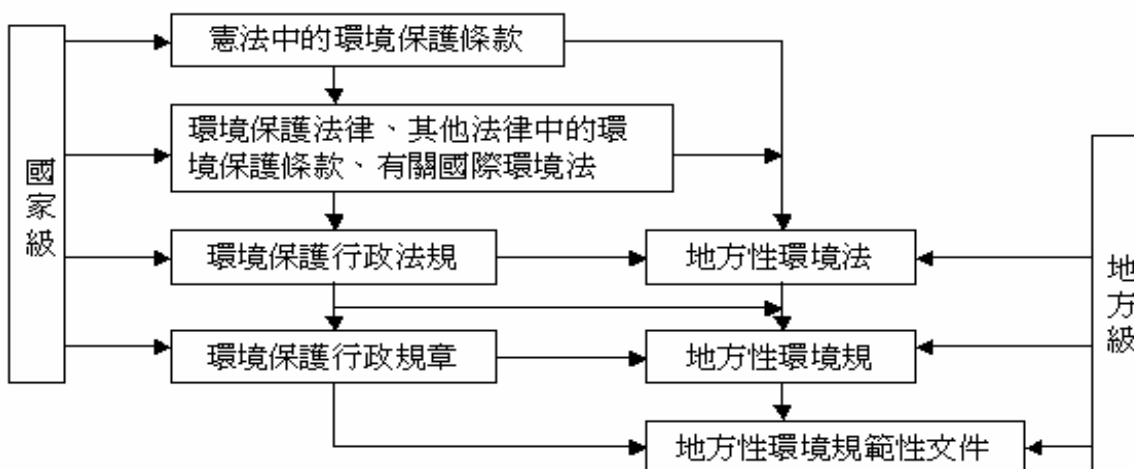 憲法中的環境保護條款
環境保護法律、其他法律中的環
境保護條款、有關國際環境法
國家級
環境保護行政法規
地方性環境法
地方級
環境保護行政規章
地方性環境規
地方性環境規範性文件